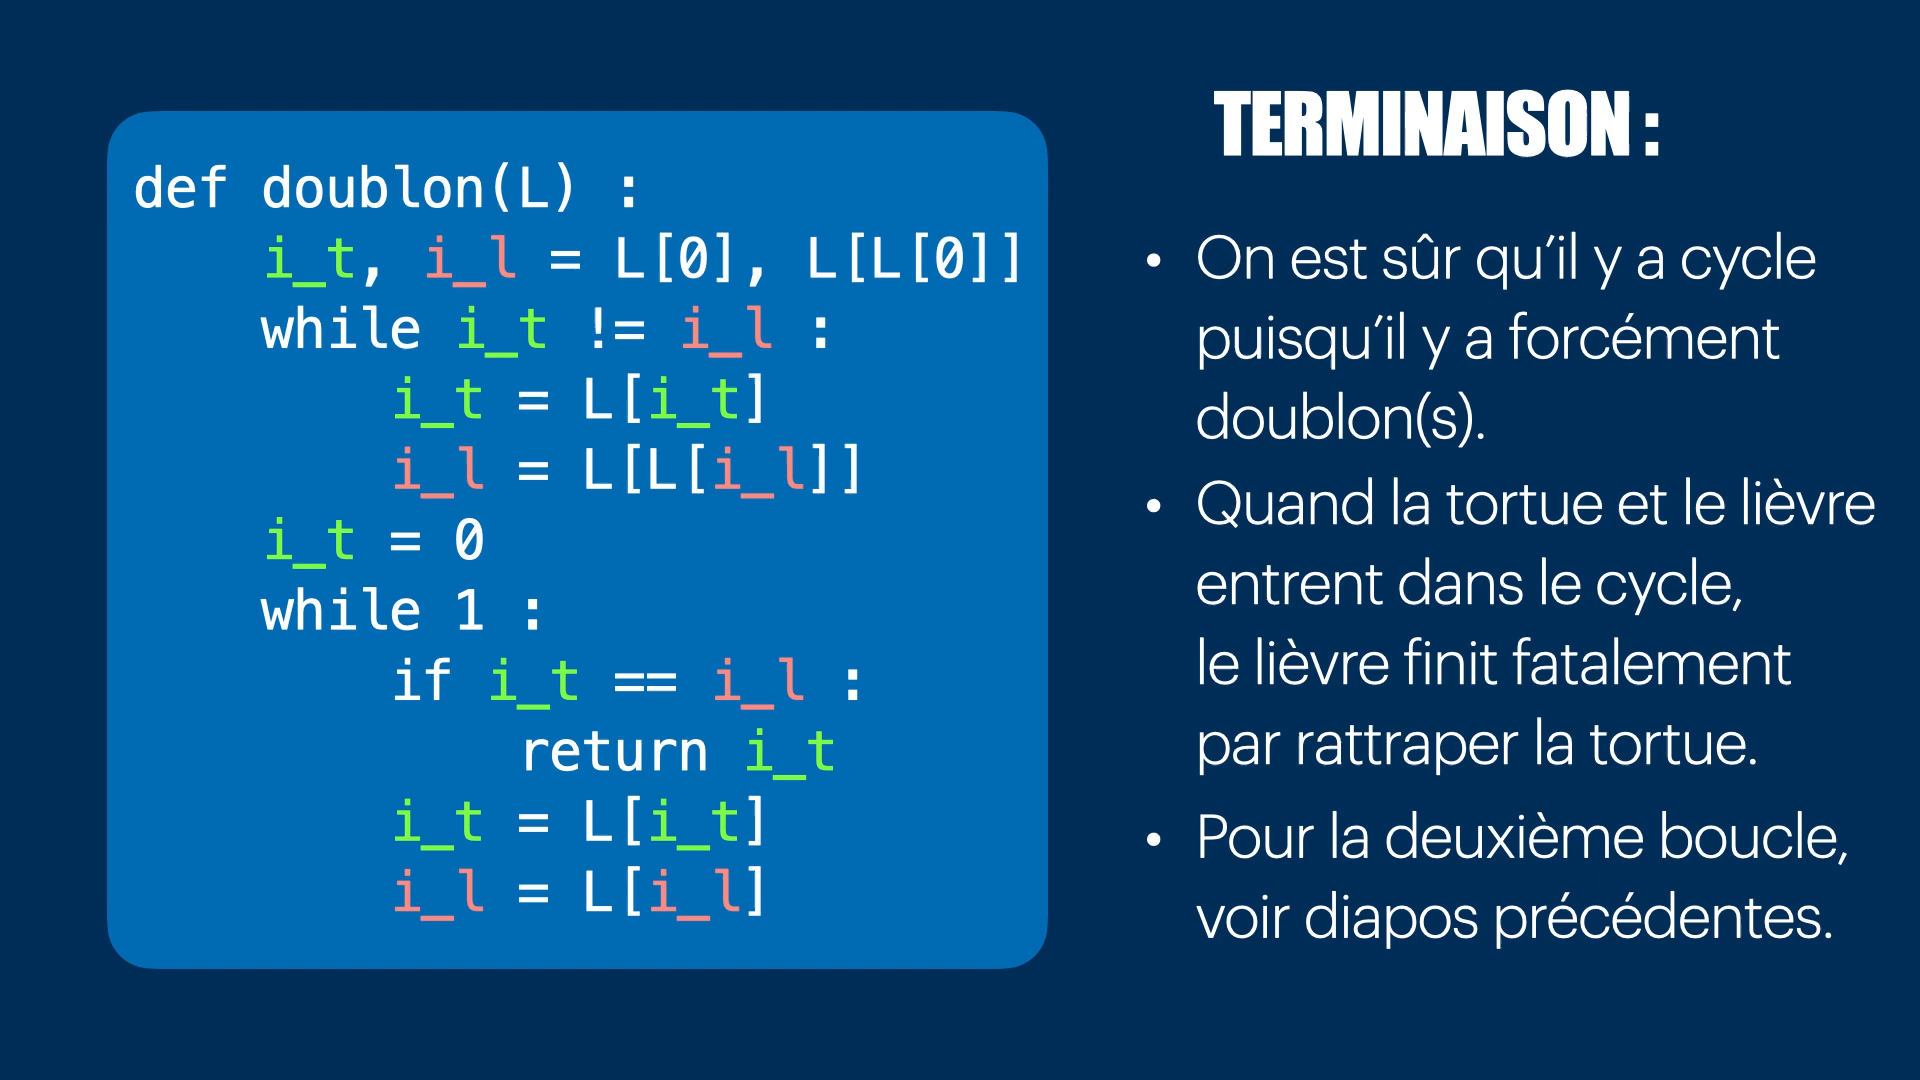 def doublon(L) :
    i_t, i_l = L[0], L[L[0]]
    while i_t != i_l :
        i_t = L[i_t]
        i_l = L[L[i_l]]
    i_t = 0
    while 1 :
        if i_t == i_l :
            return i_t
        i_t = L[i_t]
        i_l = L[i_l]
TERMINAISON :
• On est sûr qu’il y a cycle
puisqu’il y a forcément
doublon(s).
• Quand la tortue et le lièvre
entrent dans le cycle,
le lièvre finit fatalement
par rattraper la tortue.
• Pour la deuxième boucle,
voir diapos précédentes.